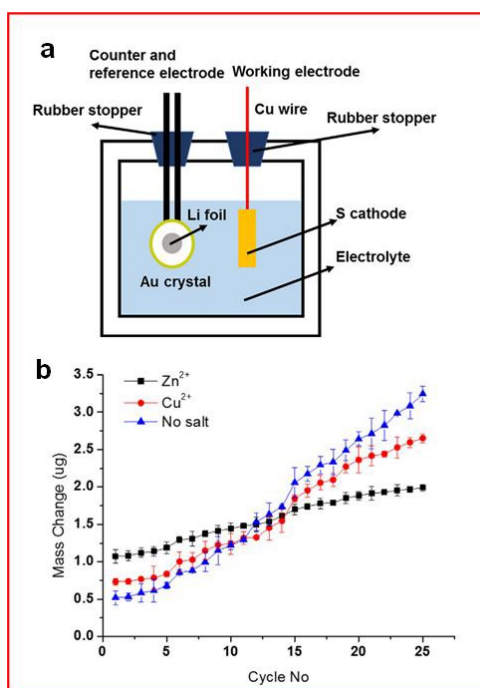 a
Counter and
reference electrode
Working electrode
Rubber stopper
Cu wire
Rubber stopper
Li foil
S cathode
Au crystal
Electrolyte
b
Zn²⁺
Cu²⁺
No salt
Mass Change (ug)
3.5
3.0
2.5
2.0
1.5
1.0
0.5
0.0
0 5 10 15 20 25
Cycle No